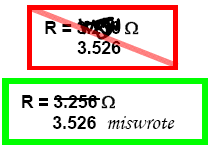 R = Ω
3.526
R = 3.256 Ω
3.526 miswrote